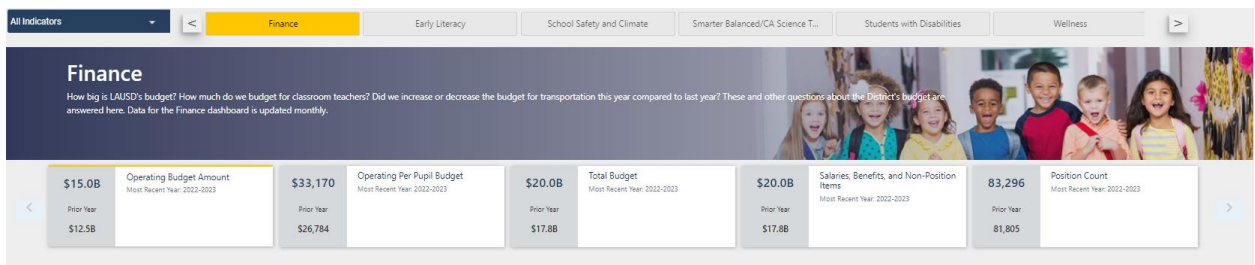 All Indicators
<
Finance
Early Literacy
School Safety and Climate
Smarter Balanced/CA Science T...
Students with Disabilities
Wellness
>
Finance
How big is LAUSD's budget? How much do we budget for classroom teachers? Did we increase or decrease the budget for transportation this year compared to last year? These and other questions about the District's budget are
answered here. Data for the Finance dashboard is updated monthly.
<
$15.0B
Prior Year
$12.5B
Operating Budget Amount
Most Recent Year: 2022-2023
$33,170
Prior Year
$26,784
Operating Per Pupil Budget
Most Recent Year: 2022-2023
$20.0B
Prior Year
$17.8B
Total Budget
Most Recent Year: 2022-2023
$20.0B
Prior Year
$17.8B
Salaries, Benefits, and Non-Position
Items
Most Recent Year: 2022-2023
83,296
Prior Year
81,805
Position Count
Most Recent Year: 2022-2023
>